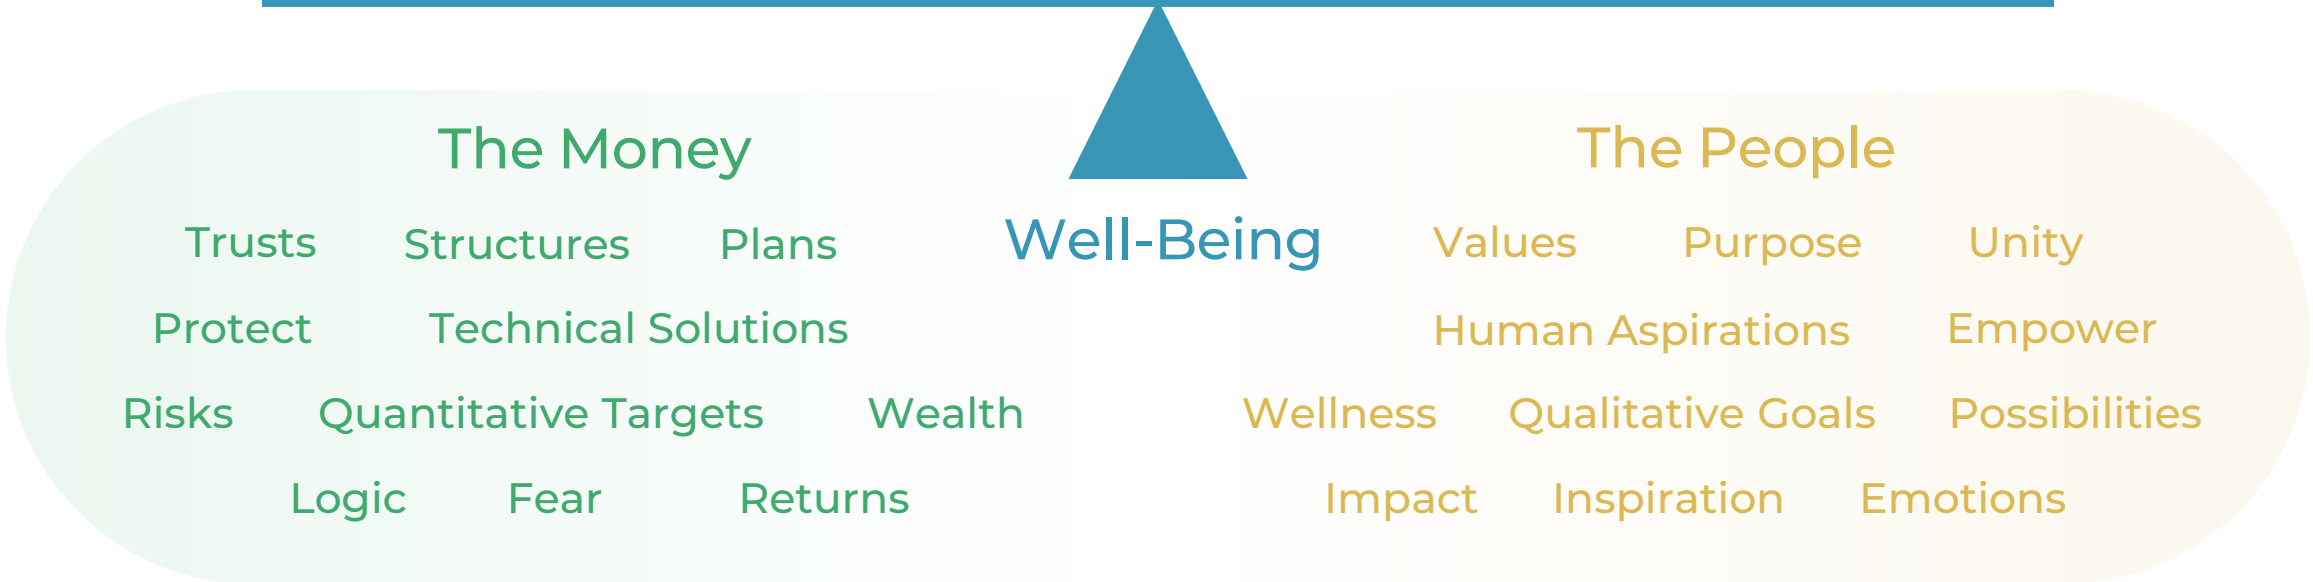 The Money
Trusts Structures Plans
Protect Technical Solutions
Risks Quantitative Targets Wealth
Logic Fear Returns
Well-Being
The People
Values Purpose Unity
Human Aspirations Empower
Wellness Qualitative Goals Possibilities
Impact Inspiration Emotions